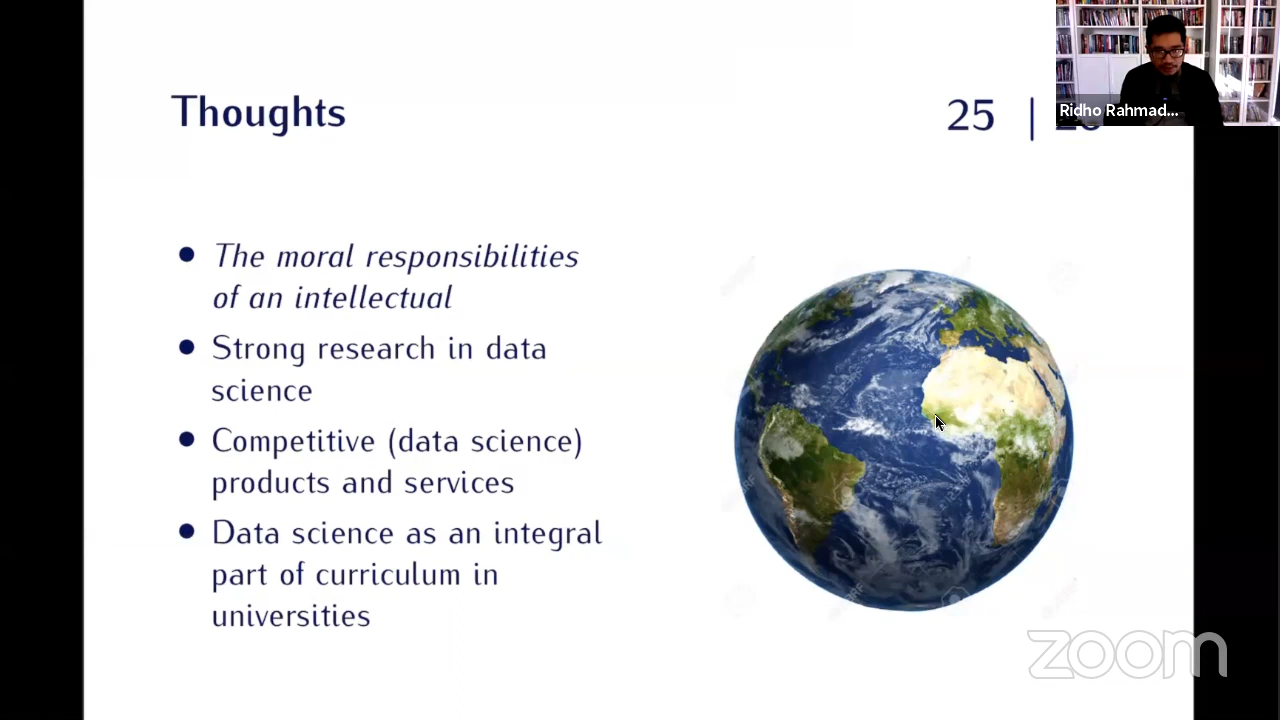 Thoughts
25 |
Ridho Rahmad...
• The moral responsibilities
of an intellectual
• Strong research in data
science
• Competitive (data science)
products and services
• Data science as an integral
part of curriculum in
universities
zoom